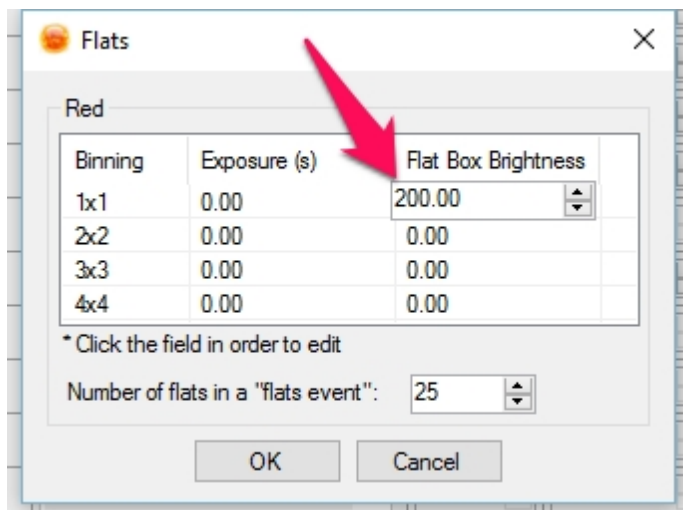 Flats
Red
Binning Exposure (s) Flat Box Brightness
1x1 0.00 200.00
2x2 0.00 0.00
3x3 0.00 0.00
4x4 0.00 0.00
* Click the field in order to edit
Number of flats in a "flats event": 25
OK Cancel